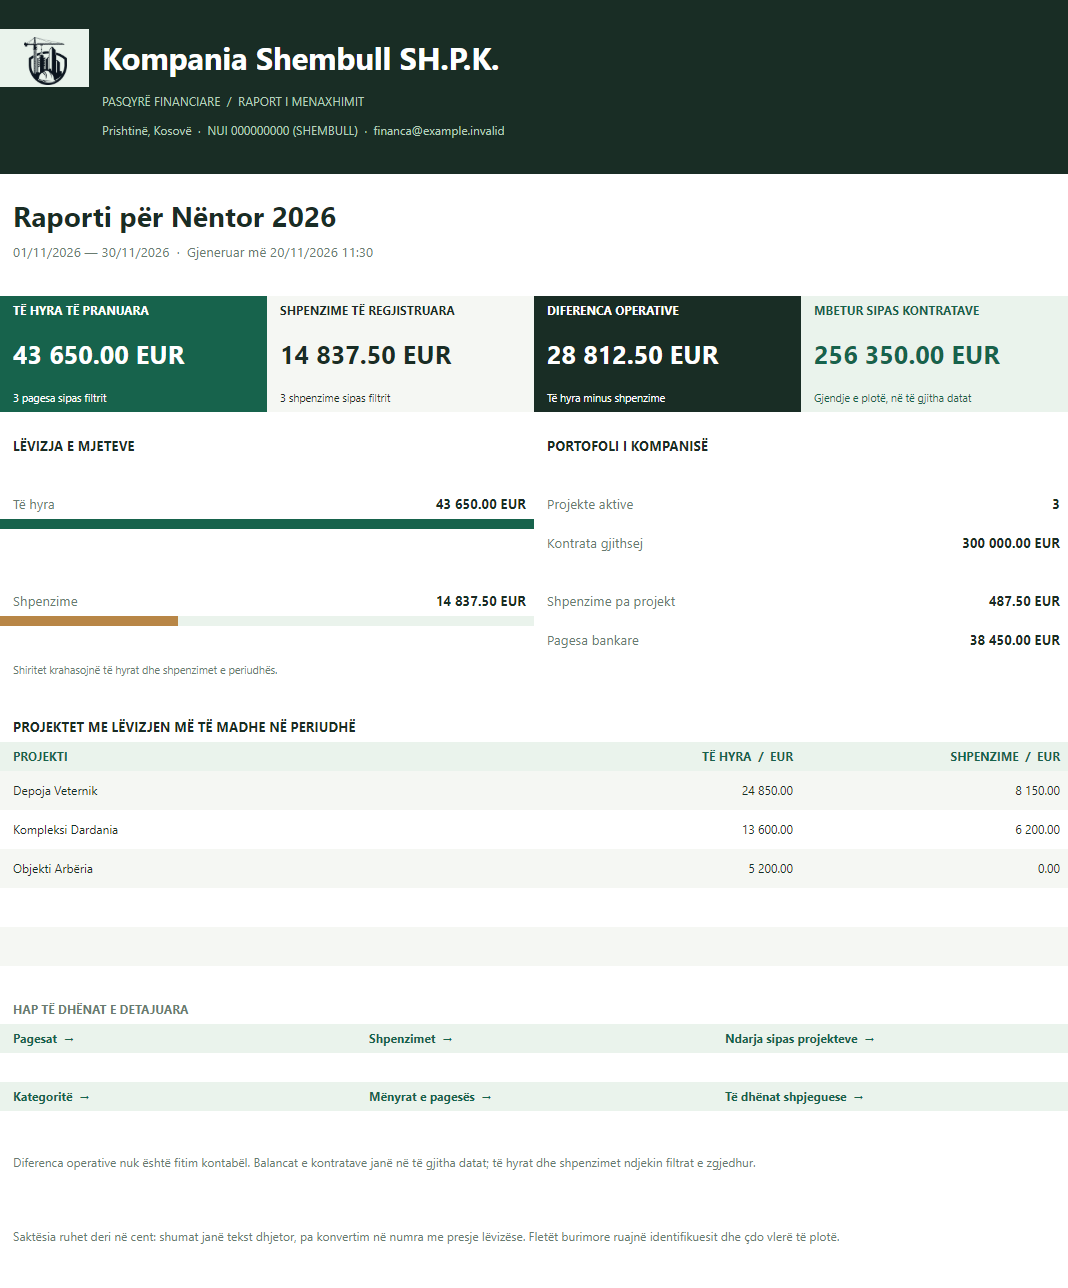 Kompania Shembull SH.P.K.
PASQYRË FINANCIARE / RAPORT I MENAXHIMIT
Prishtinë, Kosovë · NUI 000000000 (SHEMBULL) · financa@example.invalid
Raporti për Nëntor 2026
01/11/2026 — 30/11/2026 · Gjeneruar më 20/11/2026 11:30
TË HYRA TË PRANUARA
43 650.00 EUR
3 pagesa sipas filtrit
SHPENZIME TË REGJISTRUARA
14 837.50 EUR
3 shpenzime sipas filtrit
DIFERENCA OPERATIVE
28 812.50 EUR
Të hyra minus shpenzime
MBETUR SIPAS KONTRATAVE
256 350.00 EUR
Gjendje e plotë, në të gjitha datat
LËVIZJA E MJETEVE
Të hyra 43 650.00 EUR
Shpenzime 14 837.50 EUR
Shiritet krahasojnë të hyrat dhe shpenzimet e periudhës.
PORTOFOLI I KOMPANISË
Projekte aktive 3
Kontrata gjithsej 300 000.00 EUR
Shpenzime pa projekt 487.50 EUR
Pagesa bankare 38 450.00 EUR
PROJEKTET ME LËVIZJEN MË TË MADHE NË PERIUDHË
PROJEKTI TË HYRA / EUR SHPENZIME / EUR
Depoja Veternik 24 850.00 8 150.00
Kompleksi Dardania 13 600.00 6 200.00
Objekti Arbëria 5 200.00 0.00
HAP TË DHËNAT E DETAJUARA
Pagesat → Shpenzimet → Ndarja sipas projekteve →
Kategoritë → Mënyrat e pagesës → Të dhënat shpjeguese →
Diferenca operative nuk është fitim kontabël. Balancat e kontratave janë në të gjitha datat; të hyrat dhe shpenzimet ndjekin filtrat e zgjedhur.
Saktësia ruhet deri në cent: shumat janë tekst dhjetor, pa konvertim në numra me presje lëvizëse. Fletët burimore ruajnë identifikuesit dhe çdo vlerë të plotë.